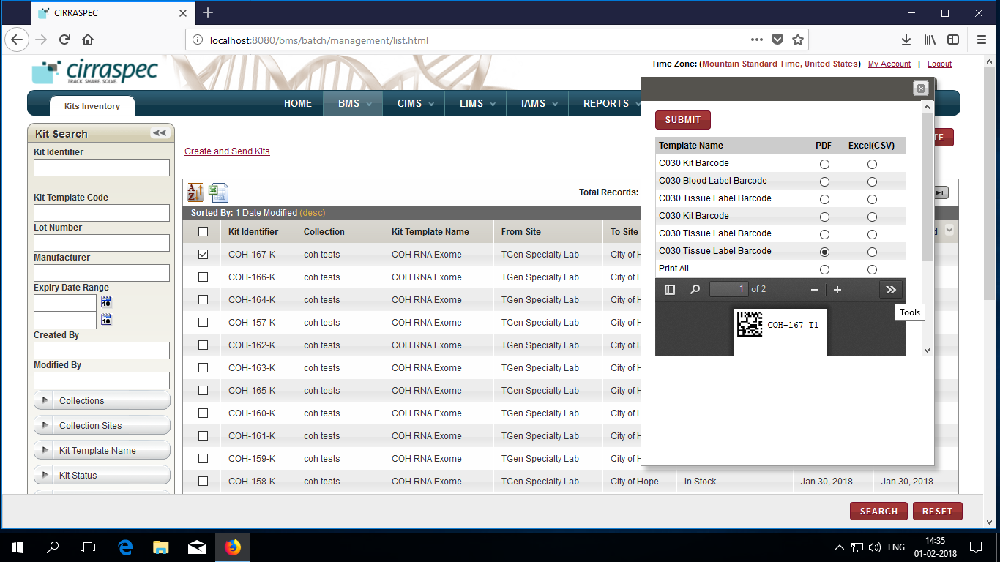 CIRRASPEC
localhost:8080/bms/batch/management/list.html
cirraspec
TRACK. SHARE. SOLVE.
Time Zone: (Mountain Standard Time, United States) My Account | Logout
Kits Inventory
HOME BMS CIMS LIMS IAMS REPORTS
Kit Search
Kit Identifier
Kit Template Code
Lot Number
Manufacturer
Expiry Date Range
10
10
Created By
Modified By
Collections
Collection Sites
Kit Template Name
Kit Status
Create and Send Kits
TE
A
Z
Total Records:
Sorted By: 1 Date Modified (desc)
Kit Identifier Collection Kit Template Name From Site To Site d
COH-167-K coh tests COH RNA Exome TGen Specialty Lab City of H
COH-166-K coh tests COH RNA Exome TGen Specialty Lab City of H
COH-164-K coh tests COH RNA Exome TGen Specialty Lab City of H
COH-157-K coh tests COH RNA Exome TGen Specialty Lab City of H
COH-162-K coh tests COH RNA Exome TGen Specialty Lab City of H
COH-163-K coh tests COH RNA Exome TGen Specialty Lab City of H
COH-165-K coh tests COH RNA Exome TGen Specialty Lab City of H
COH-160-K coh tests COH RNA Exome TGen Specialty Lab City of H
COH-161-K coh tests COH RNA Exome TGen Specialty Lab City of H
COH-159-K coh tests COH RNA Exome TGen Specialty Lab City of H
COH-158-K coh tests COH RNA Exome TGen Specialty Lab City of Hope In Stock Jan 30, 2018 Jan 30, 2018
SUBMIT
Template Name PDF Excel(CSV)
C030 Kit Barcode
C030 Blood Label Barcode
C030 Tissue Label Barcode
C030 Kit Barcode
C030 Tissue Label Barcode
C030 Tissue Label Barcode
Print All
1 of 2
Tools
COH-167 T1
SEARCH RESET
ENG
14:35
01-02-2018